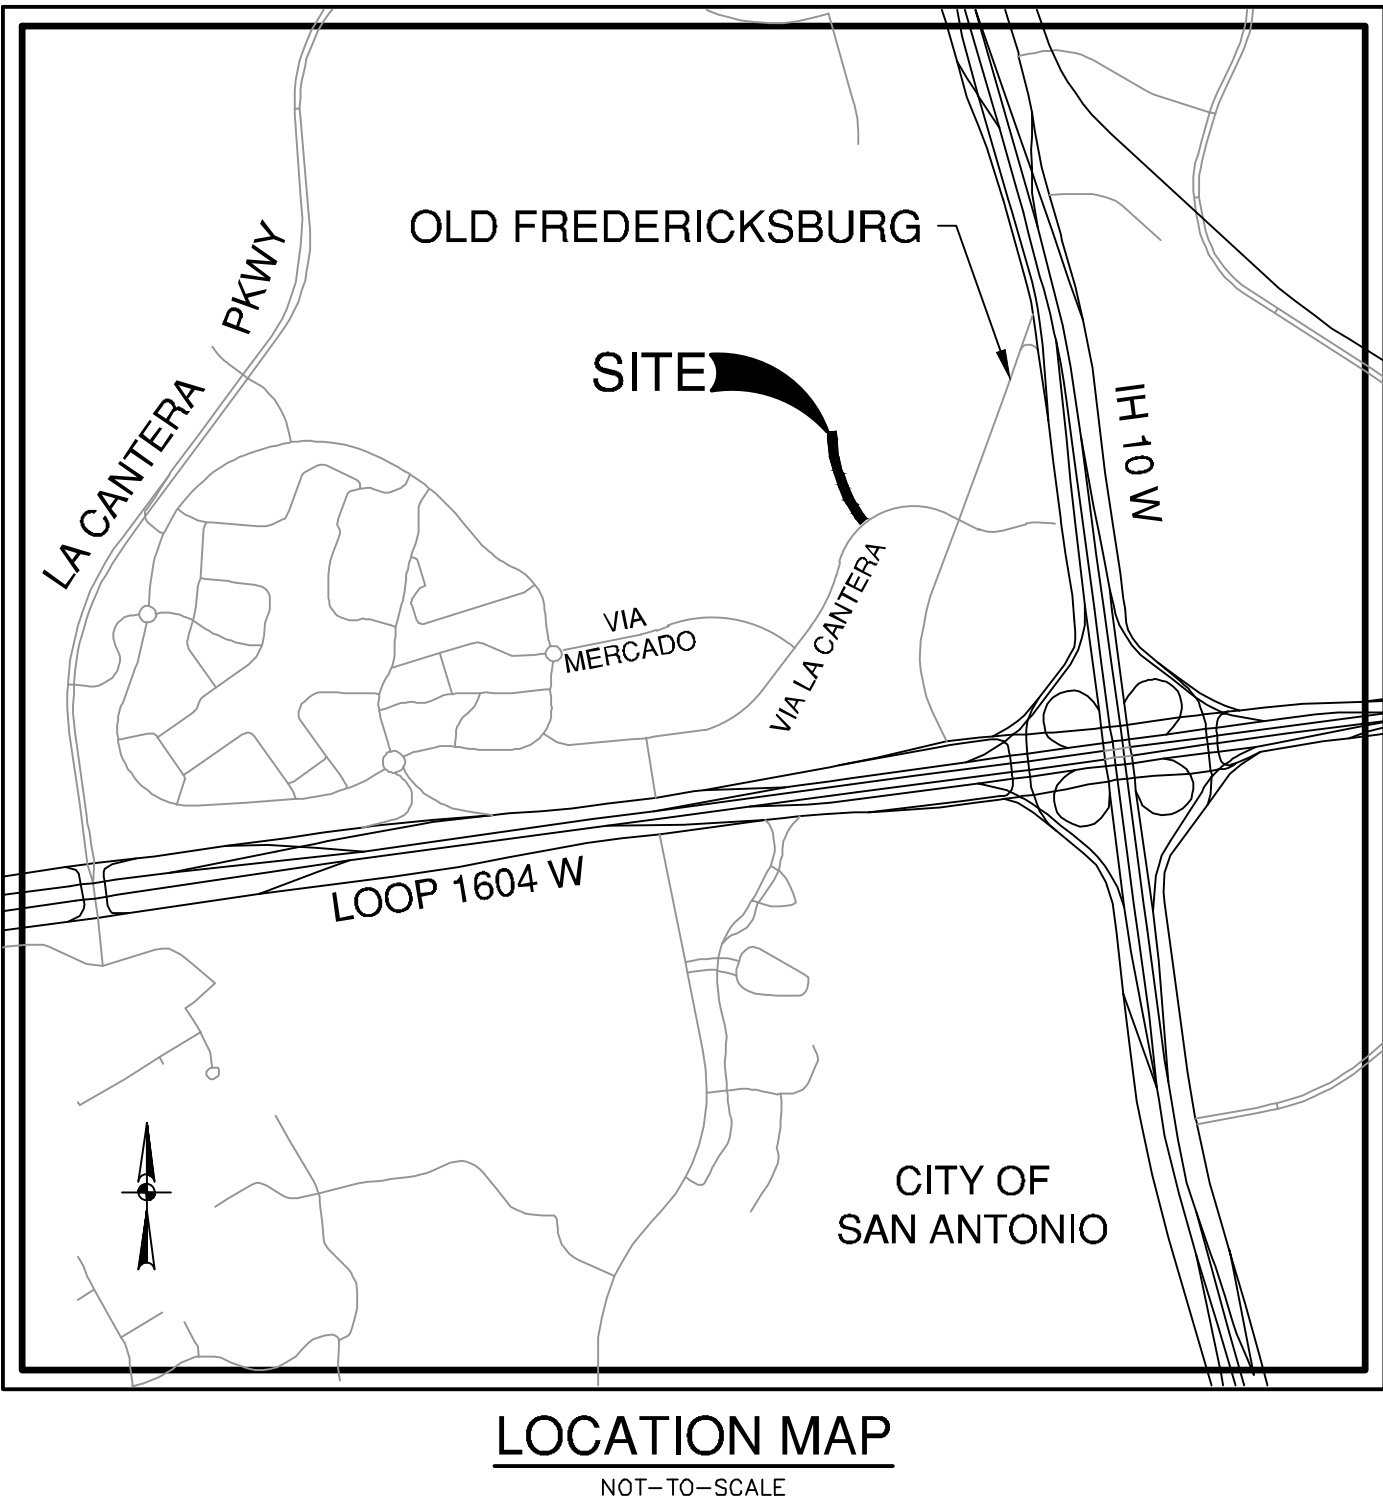 OLD FREDERICKSBURG
LA CANTERA PKWY
SITE
IH 10 W
VIA
MERCADO
VIA LA CANTERA
LOOP 1604 W
CITY OF
SAN ANTONIO
LOCATION MAP
NOT-TO-SCALE